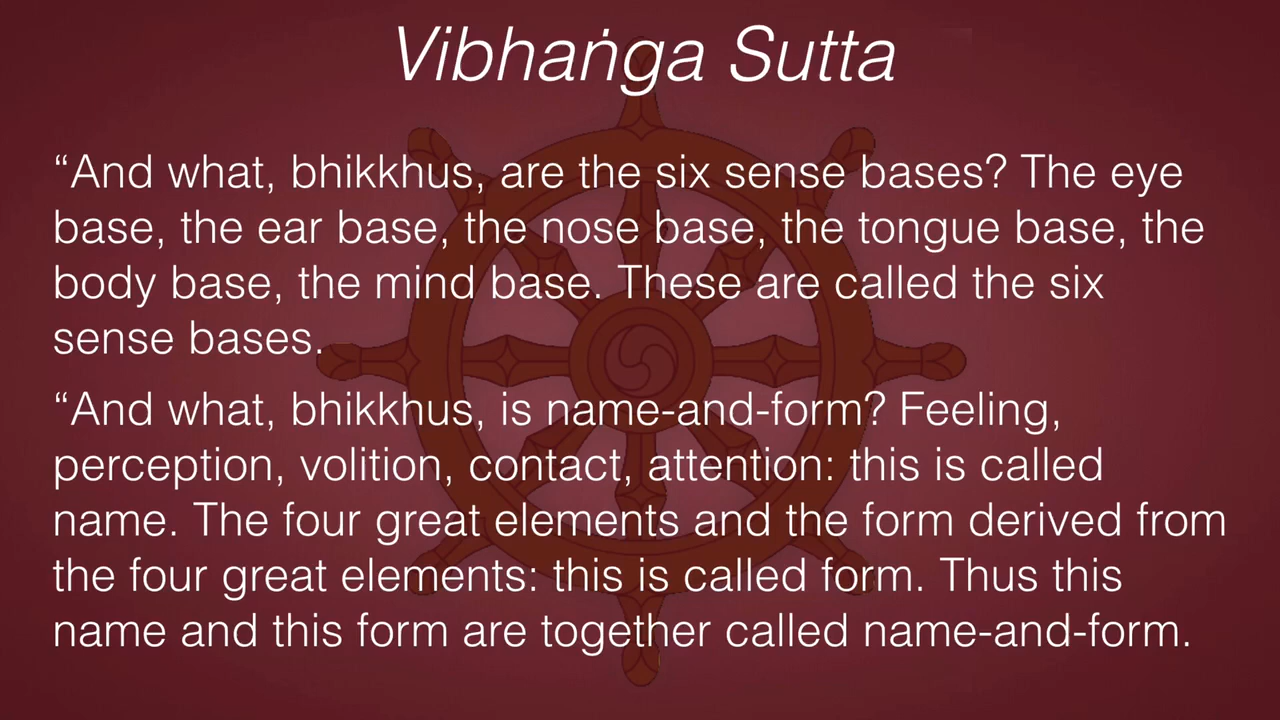 Vibhaṅga Sutta
“And what, bhikkhus, are the six sense bases? The eye
base, the ear base, the nose base, the tongue base, the
body base, the mind base. These are called the six
sense bases.
“And what, bhikkhus, is name-and-form? Feeling,
perception, volition, contact, attention: this is called
name. The four great elements and the form derived from
the four great elements: this is called form. Thus this
name and this form are together called name-and-form.